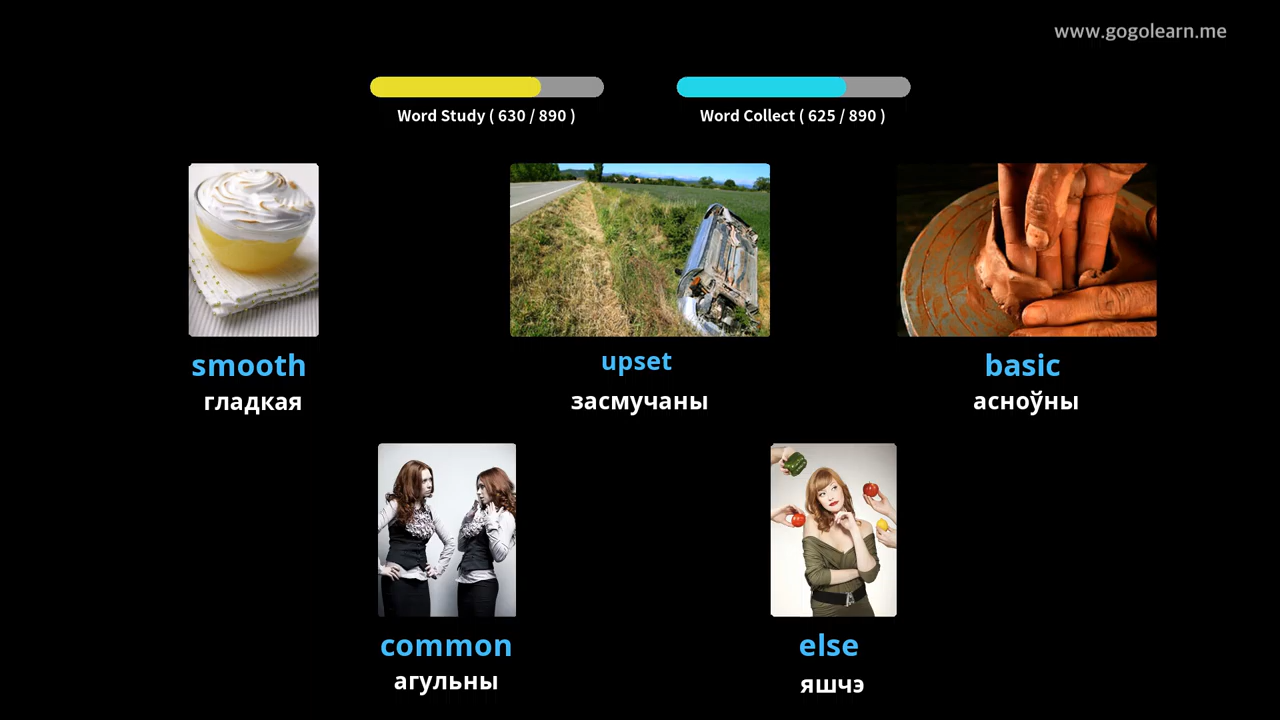 www.gogolearn.me
Word Study ( 630 / 890 )
Word Collect ( 625 / 890 )
smooth
гладкая
upset
засмучаны
basic
асноўны
common
агульны
else
яшчэ